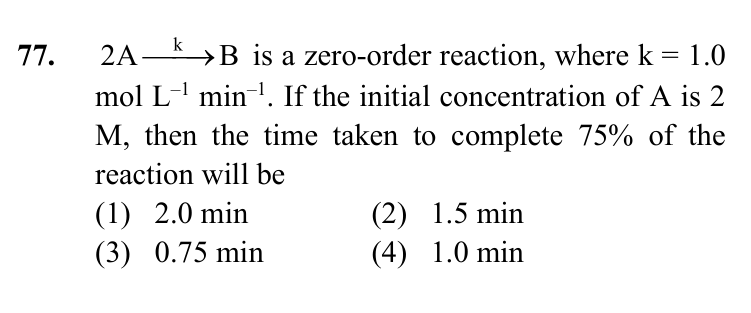 77. 2A —k→ B is a zero-order reaction, where k = 1.0
mol L⁻¹ min⁻¹. If the initial concentration of A is 2
M, then the time taken to complete 75% of the
reaction will be
(1) 2.0 min (2) 1.5 min
(3) 0.75 min (4) 1.0 min